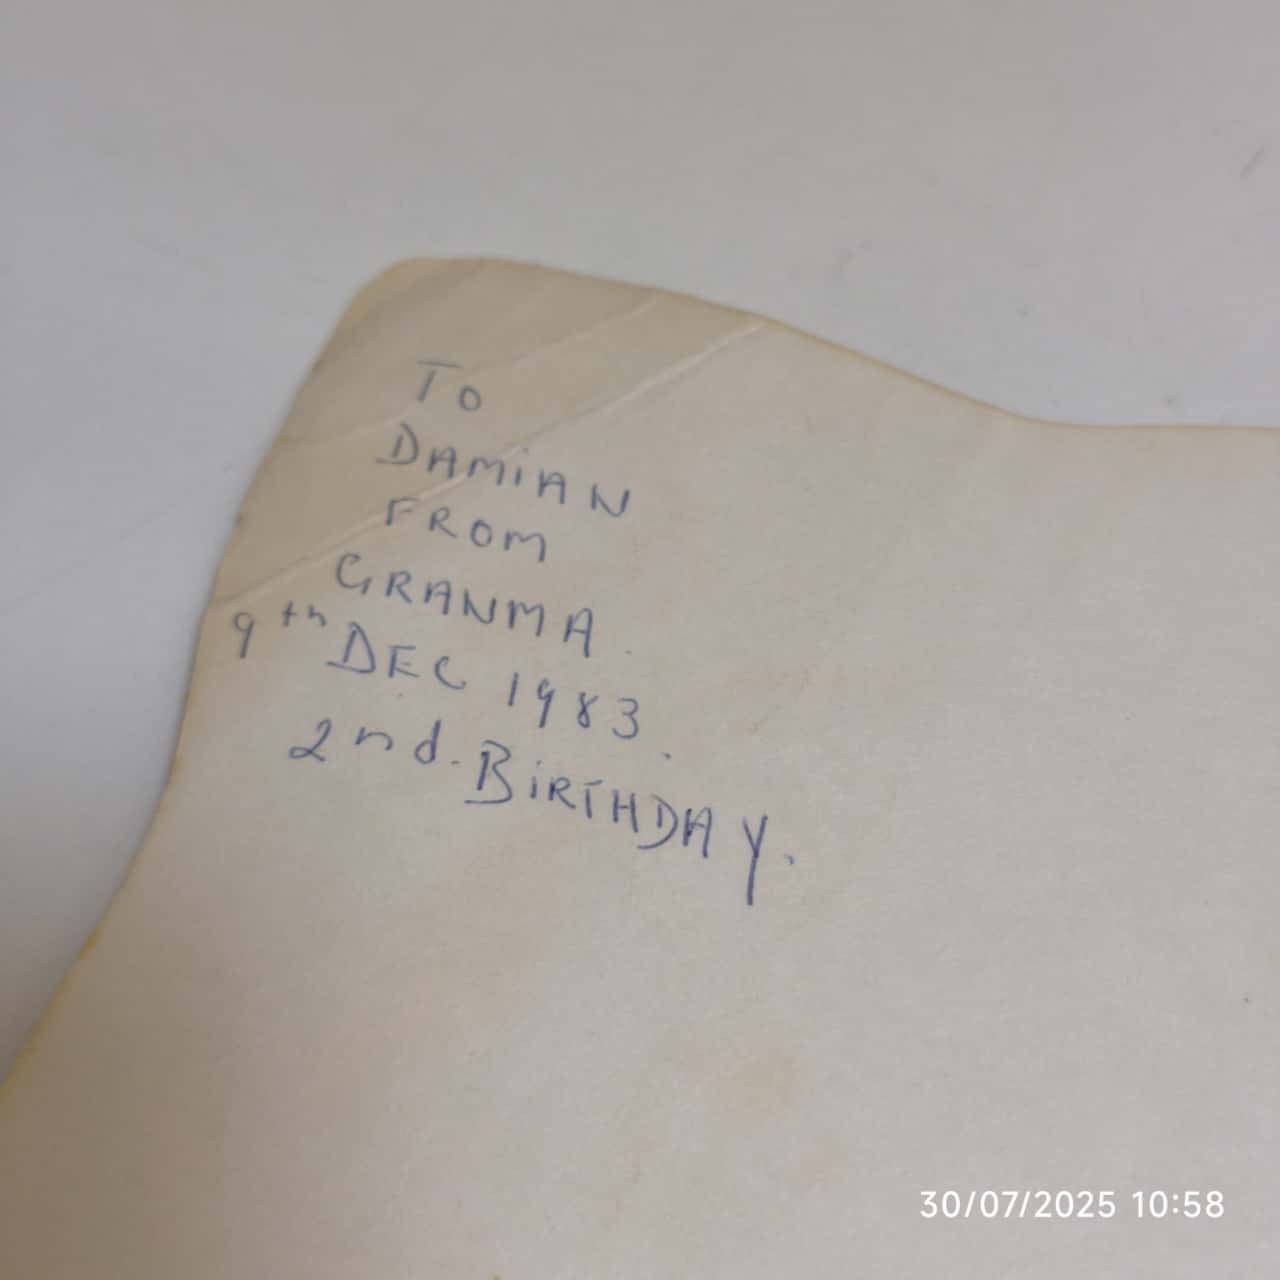 TO
DAMIAN
FROM
GRANMA.
9th DEC 1983.
2nd. BIRTHDAY.
30/07/2025 10:58